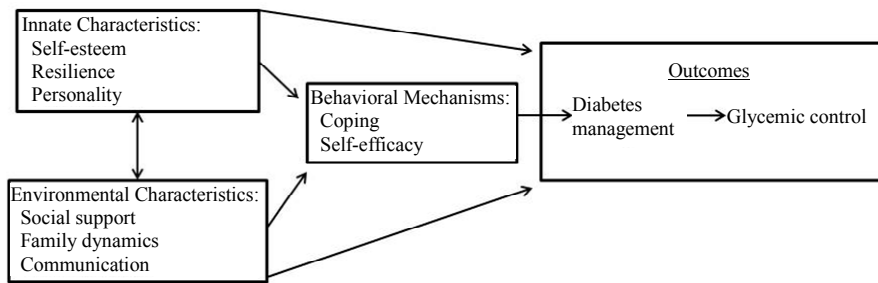 Innate Characteristics:
Self-esteem
Resilience
Personality
Environmental Characteristics:
Social support
Family dynamics
Communication
Behavioral Mechanisms:
Coping
Self-efficacy
Outcomes
Diabetes
management
Glycemic control